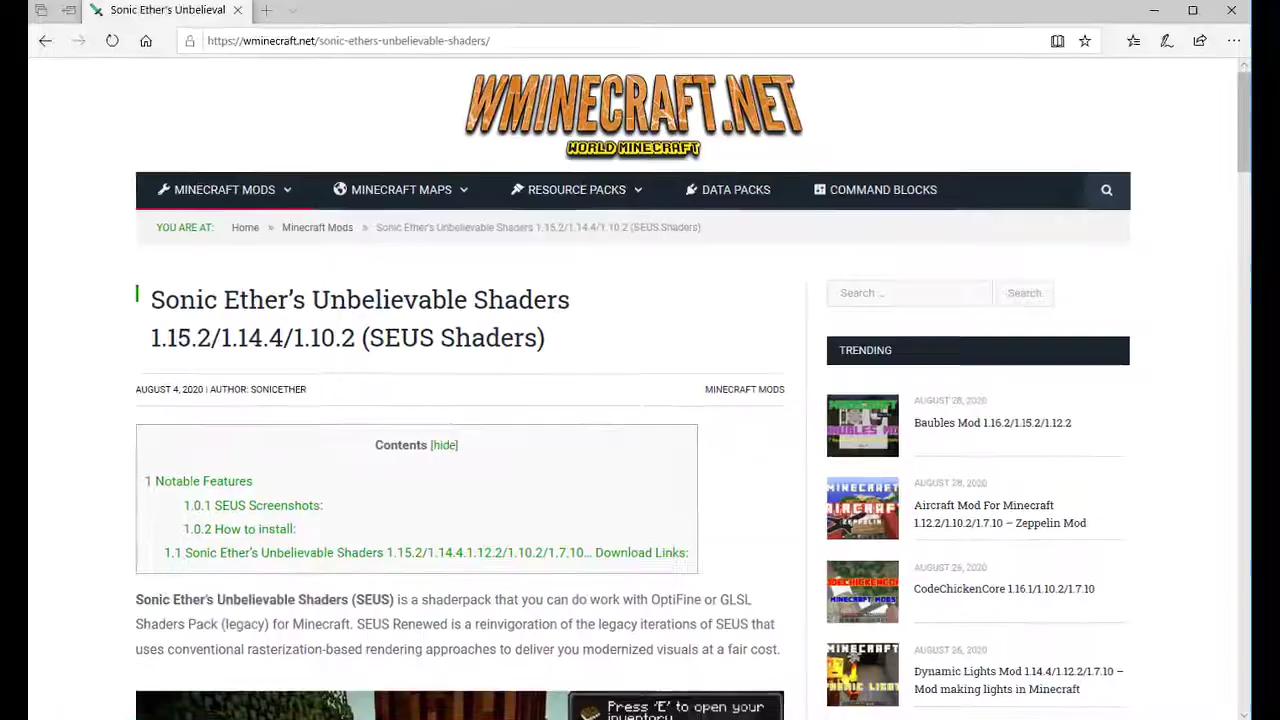 Sonic Ether's Unbelieval
https://wminecraft.net/sonic-ethers-unbelievable-shaders/
WMINECRAFT.NET
WORLD MINECRAFT
MINECRAFT MODS MINECRAFT MAPS RESOURCE PACKS DATA PACKS COMMAND BLOCKS
YOU ARE AT: Home » Minecraft Mods » Sonic Ether's Unbelievable Shaders 1.15.2/1.14.4/1.10.2 (SEUS Shaders)
Sonic Ether's Unbelievable Shaders
1.15.2/1.14.4/1.10.2 (SEUS Shaders)
AUGUST 4, 2020 | AUTHOR: SONICETHER MINECRAFT MODS
Contents [hide]
1 Notable Features
1.0.1 SEUS Screenshots:
1.0.2 How to install:
1.1 Sonic Ether's Unbelievable Shaders 1.15.2/1.14.4.1.12.2/1.10.2/1.7.10... Download Links:
Sonic Ether's Unbelievable Shaders (SEUS) is a shaderpack that you can do work with OptiFine or GLSL
Shaders Pack (legacy) for Minecraft. SEUS Renewed is a reinvigoration of the legacy iterations of SEUS that
uses conventional rasterization-based rendering approaches to deliver you modernized visuals at a fair cost.
Press 'E' to open your
inventory
Search ... Search
TRENDING
AUGUST 28, 2020
Baubles Mod 1.16.2/1.15.2/1.12.2
AUGUST 28, 2020
Aircraft Mod For Minecraft
1.12.2/1.10.2/1.7.10 – Zeppelin Mod
AUGUST 26, 2020
CodeChickenCore 1.16.1/1.10.2/1.7.10
AUGUST 26, 2020
Dynamic Lights Mod 1.14.4/1.12.2/1.7.10 –
Mod making lights in Minecraft